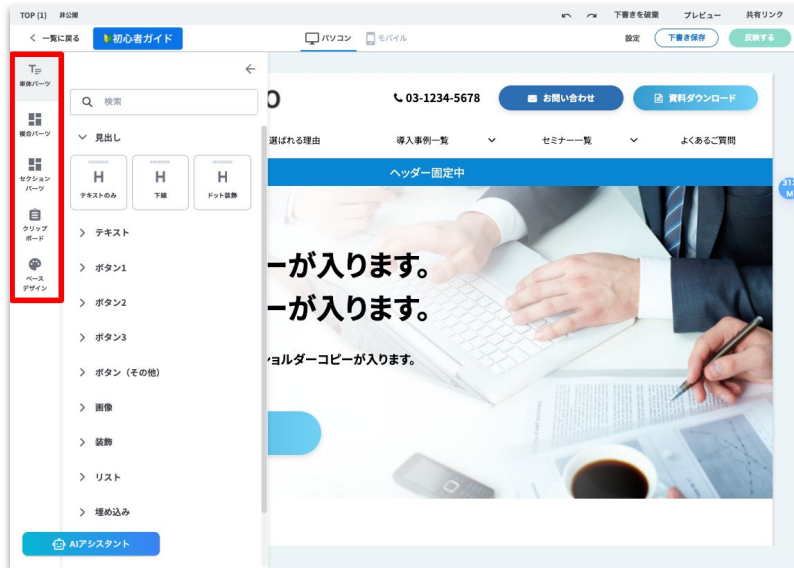 TOP (1) 非公開 下書きを破棄 プレビュー 共有リンク
一覧に戻る 初心者ガイド パソコン モバイル 設定 下書き保存 反映する
単体パーツ
複合パーツ
セクション
パーツ
クリップ
ボード
ベース
デザイン
検索
見出し
H H H
テキストのみ 下線 ドット装飾
テキスト
ボタン1
ボタン2
ボタン3
ボタン（その他）
画像
装飾
リスト
埋め込み
AIアシスタント
03-1234-5678 お問い合わせ 資料ダウンロード
選ばれる理由 導入事例一覧 セミナー一覧 よくあるご質問
ヘッダー固定中
ーが入ります。
ーが入ります。
ョルダーコピーが入ります。